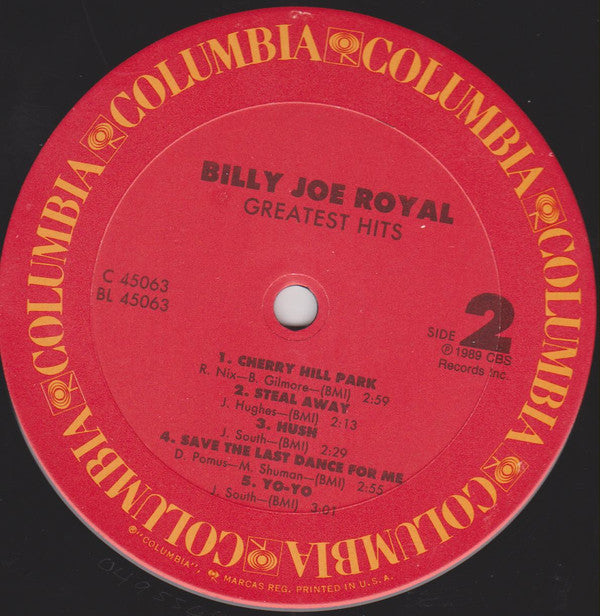 COLUMBIA COLUMBIA COLUMBIA COLUMBIA COLUMBIA COLUMBIA
BILLY JOE ROYAL
GREATEST HITS
C 45063
BL 45063
SIDE 2
℗ 1989 CBS
Records Inc.
1. CHERRY HILL PARK
R. Nix—B. Gilmore—(BMI) 2:59
2. STEAL AWAY
J. Hughes—(BMI) 2:13
3. HUSH
J. South—(BMI) 2:29
4. SAVE THE LAST DANCE FOR ME
D. Pomus—M. Shuman—(BMI) 2:55
5. YO-YO
J. South—(BMI) 3:01
®"COLUMBIA", MARCAS REG. PRINTED IN U.S.A.